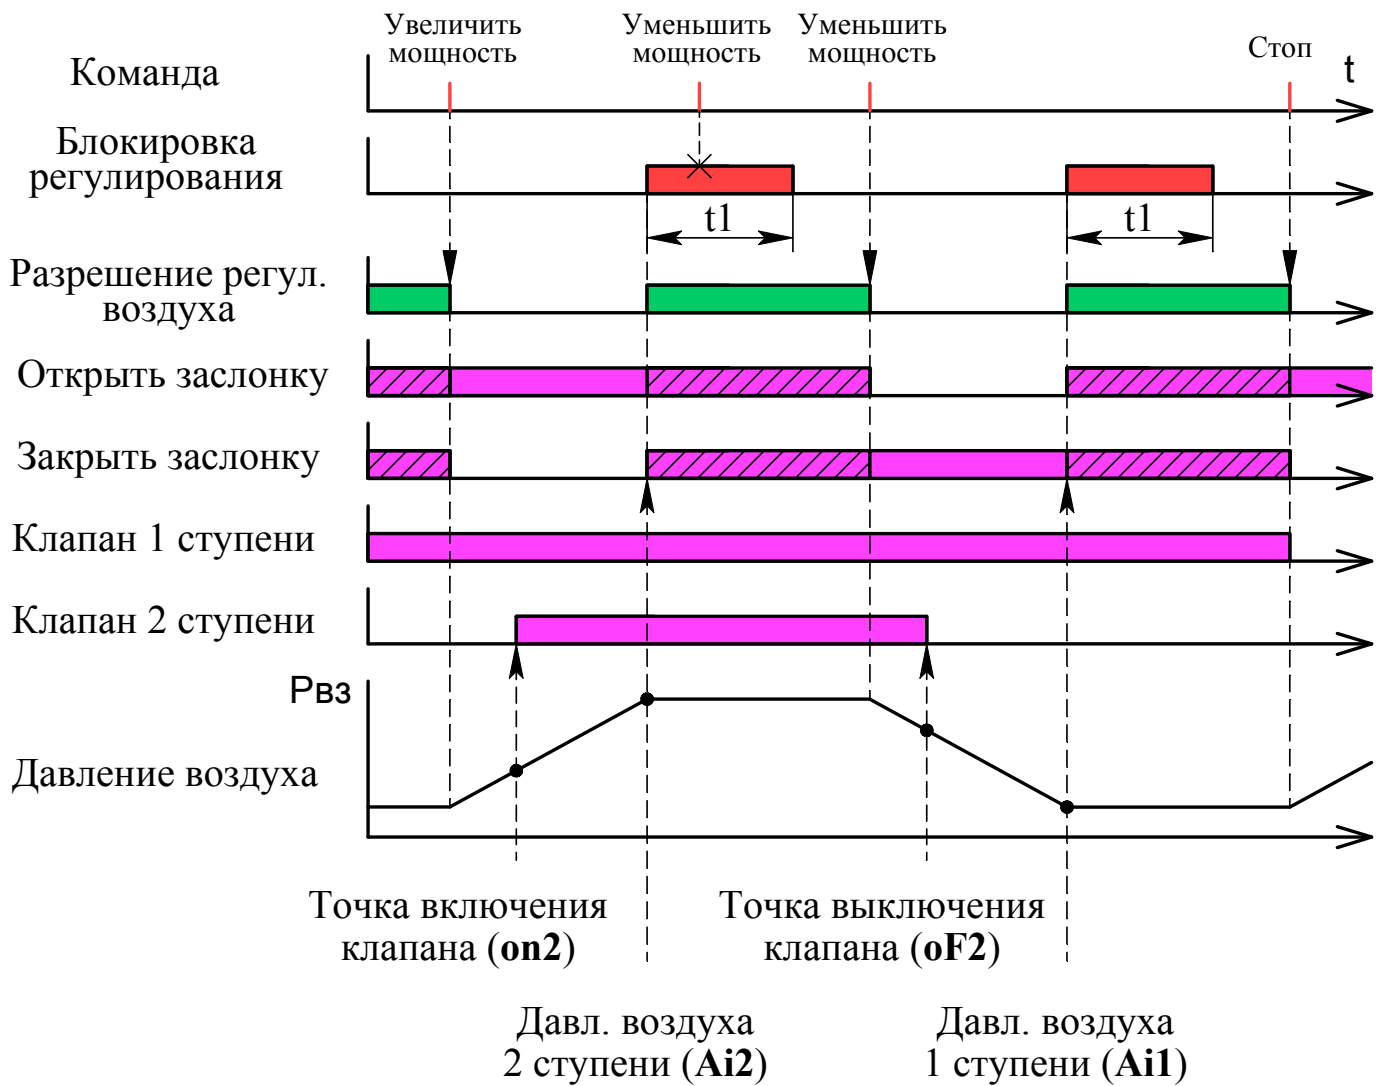 Увеличить
мощность
Уменьшить
мощность
Уменьшить
мощность
Стоп
t
Команда
Блокировка
регулирования
t1
t1
Разрешение регул.
воздуха
Открыть заслонку
Закрыть заслонку
Клапан 1 ступени
Клапан 2 ступени
Рвз
Давление воздуха
Точка включения
клапана (on2)
Точка выключения
клапана (oF2)
Давл. воздуха
2 ступени (Ai2)
Давл. воздуха
1 ступени (Ai1)